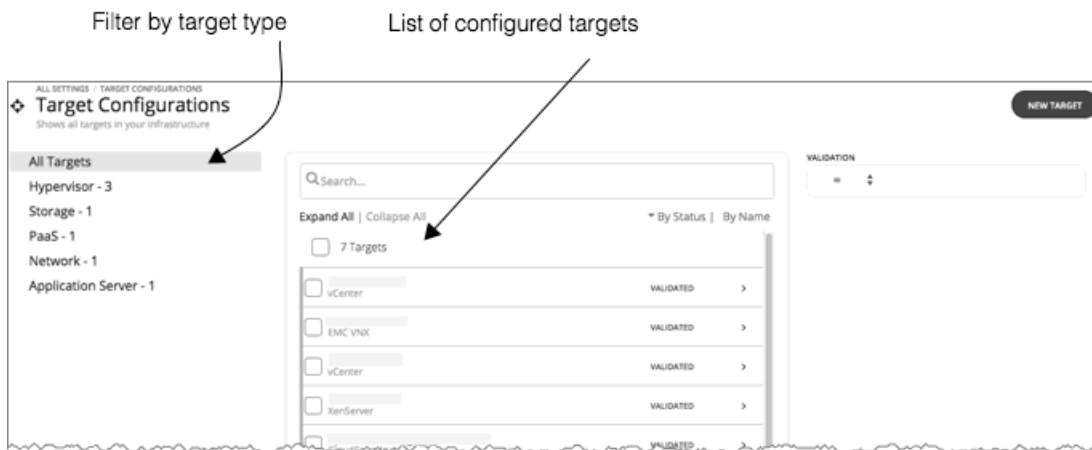 Filter by target type
List of configured targets
ALL SETTINGS / TARGET CONFIGURATIONS
Target Configurations
Shows all targets in your infrastructure
NEW TARGET
All Targets
Hypervisor - 3
Storage - 1
PaaS - 1
Network - 1
Application Server - 1
Search...
Expand All | Collapse All
By Status | By Name
7 Targets
vCenter VALIDATED >
EMC VNX VALIDATED >
vCenter VALIDATED >
XenServer VALIDATED >
VALIDATED
VALIDATION
=